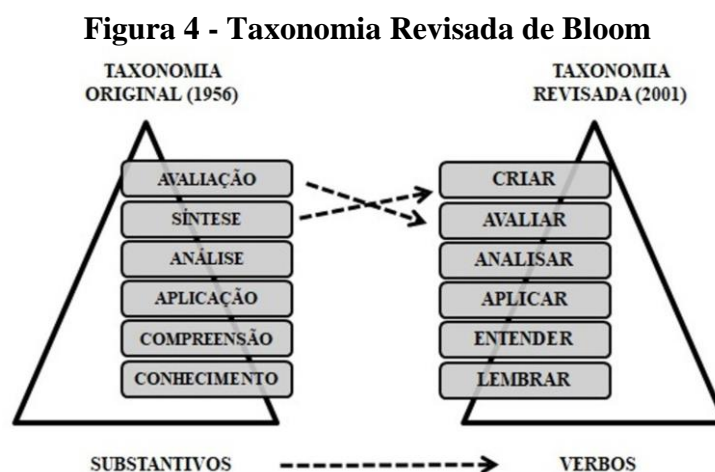 Figura 4 - Taxonomia Revisada de Bloom
TAXONOMIA
ORIGINAL (1956)
TAXONOMIA
REVISADA (2001)
AVALIAÇÃO
SÍNTESE
ANÁLISE
APLICAÇÃO
COMPREENSÃO
CONHECIMENTO
CRIAR
AVALIAR
ANALISAR
APLICAR
ENTENDER
LEMBRAR
SUBSTANTIVOS
VERBOS